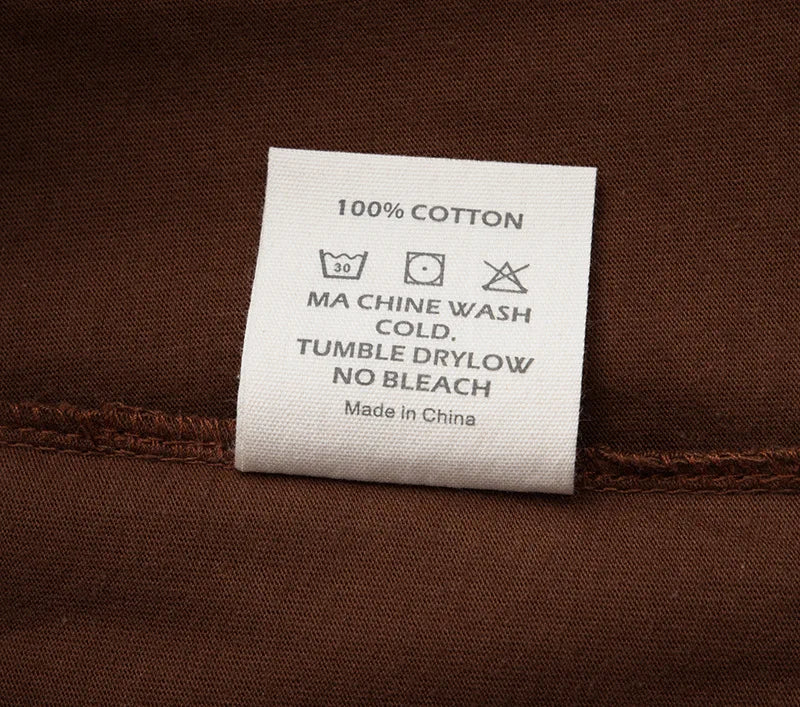 100% COTTON
30
MA CHINE WASH
COLD.
TUMBLE DRYLOW
NO BLEACH
Made in China